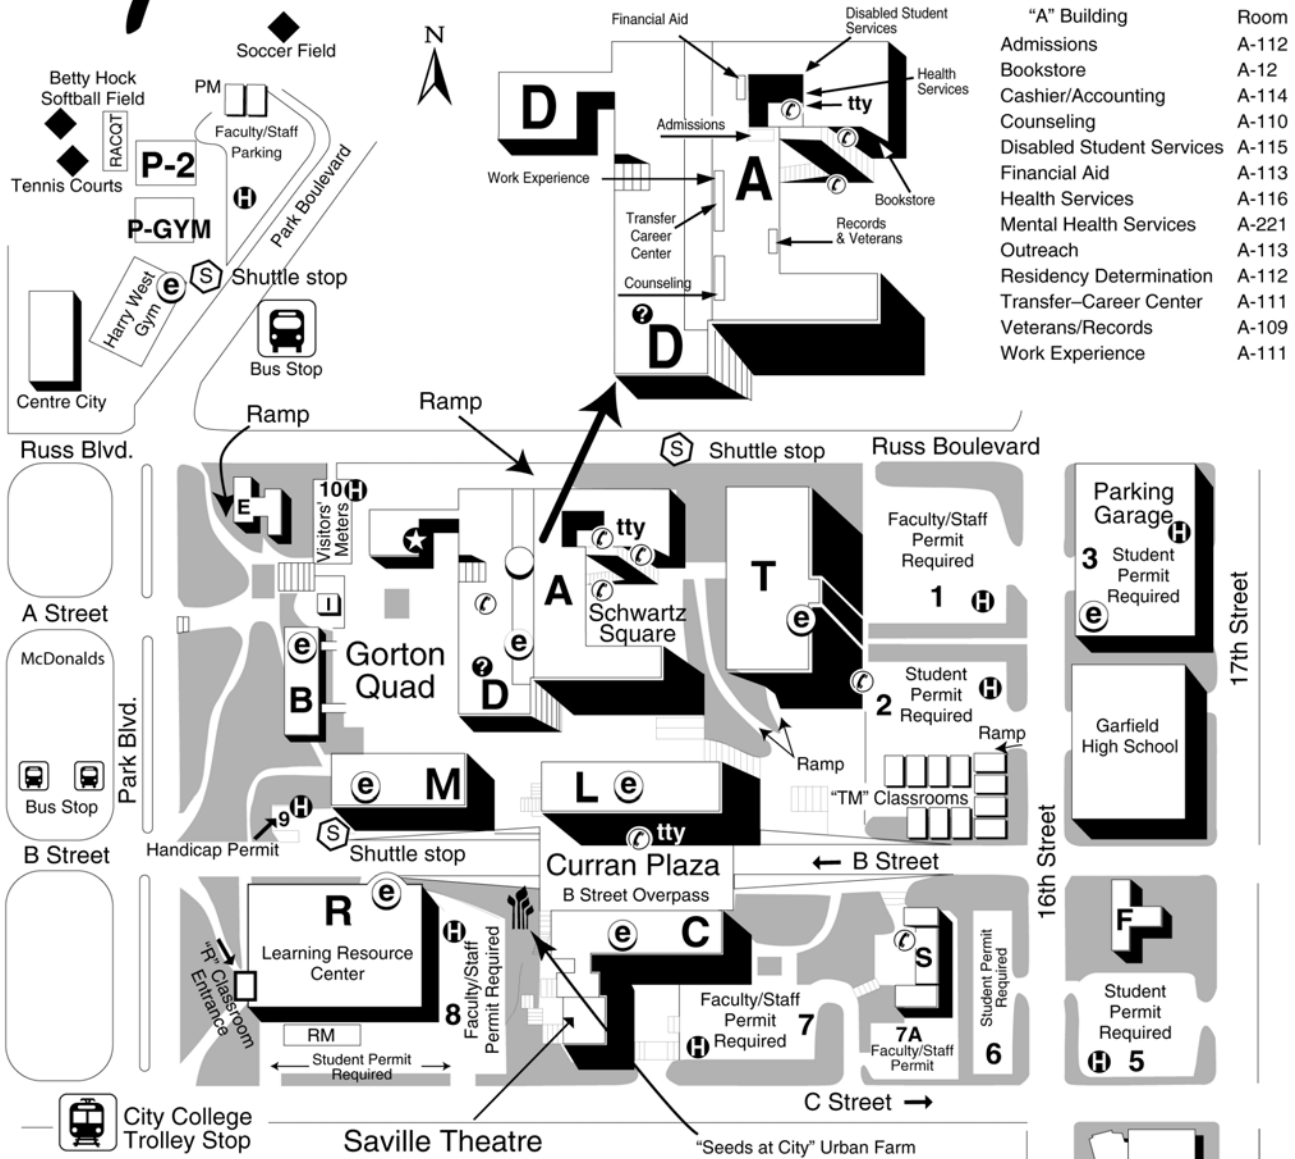 Soccer Field
Betty Hock
Softball Field
PM
RACQT
Faculty/Staff
Parking
P-2
Tennis Courts
H
P-GYM
Park Boulevard
S
Shuttle stop
e
Harry West
Gym
Bus Stop
Centre City
N
Financial Aid
Disabled Student
Services
Health
Services
D
tty
Admissions
Work Experience
A
Bookstore
Transfer
Career
Center
Records
& Veterans
Counseling
?
D
“A” Building Room
Admissions A-112
Bookstore A-12
Cashier/Accounting A-114
Counseling A-110
Disabled Student Services A-115
Financial Aid A-113
Health Services A-116
Mental Health Services A-221
Outreach A-113
Residency Determination A-112
Transfer–Career Center A-111
Veterans/Records A-109
Work Experience A-111
Ramp
Ramp
Russ Blvd.
S
Shuttle stop
Russ Boulevard
E
10 H
Visitors'
Meters
tty
T
Faculty/Staff
Permit
Required
1 H
Parking
Garage
H
3 Student
Permit
Required
e
A Street
I
A
Schwartz
Square
e
17th Street
McDonalds
e
B
Gorton
Quad
e
?
D
Student
Permit
Required
2
H
Garfield
High School
Park Blvd.
Ramp
Ramp
Bus Stop
e
M
L
e
“TM” Classrooms
9 H
S
Handicap Permit
Shuttle stop
tty
B Street
Curran Plaza
B Street Overpass
B Street
16th Street
R
e
Learning Resource
Center
“R” Classroom
Entrance
H
8
Faculty/Staff
Permit Required
e
C
S
Student Permit
Required
6
F
Faculty/Staff
Permit
Required
7
H
7A
Faculty/Staff
Permit
Student
Permit
Required
H 5
RM
Student Permit
Required
C Street
City College
Trolley Stop
Saville Theatre
“Seeds at City” Urban Farm